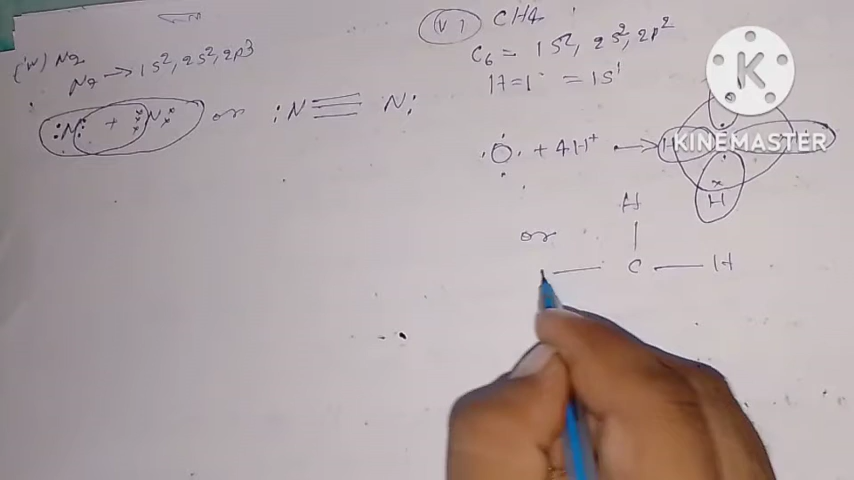 (iv) N2
N7 → 1S², 2S², 2P³
:N: + N or :N ≡ N:
(v) CH4
C6 = 1S², 2S², 2P²
H=1 = 1S¹
+ 4H⁺ → H
H
or
H
C — H
K
KINEMASTER